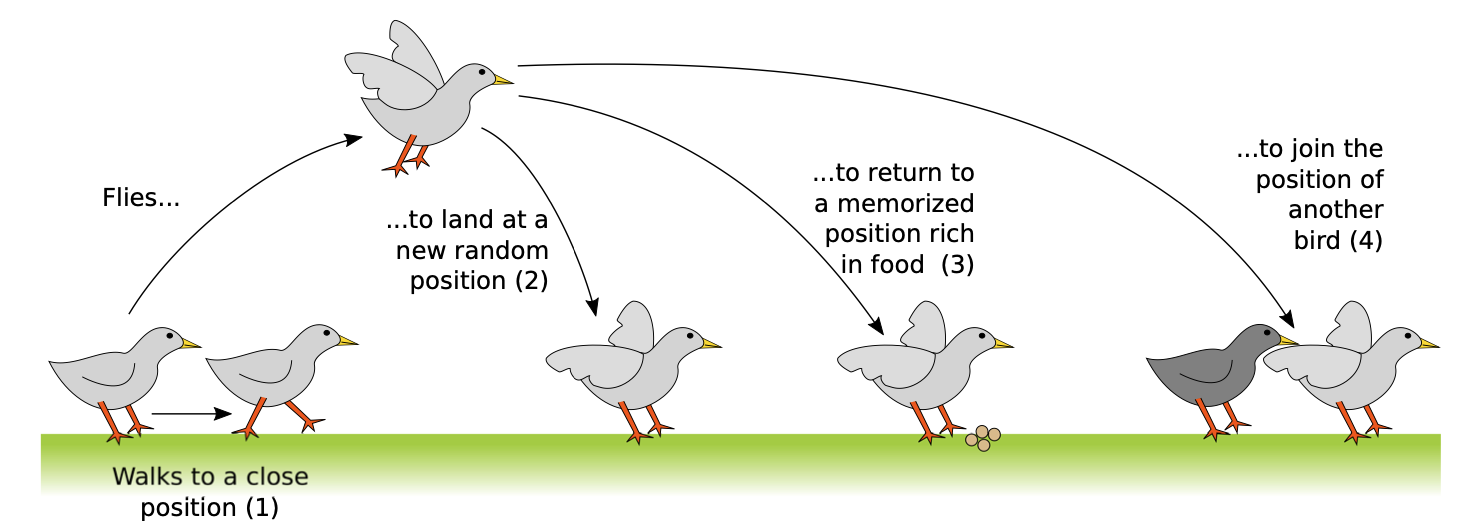 Flies...
...to land at a
new random
position (2)
...to return to
a memorized
position rich
in food  (3)
...to join the
position of
another
bird (4)
Walks to a close
position (1)